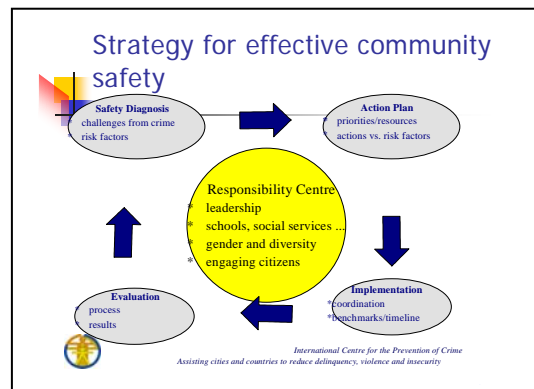 Strategy for effective community
safety
Safety Diagnosis
* challenges from crime
* risk factors
Action Plan
* priorities/resources
* actions vs. risk factors
Responsibility Centre
* leadership
* schools, social services ...
* gender and diversity
* engaging citizens
Evaluation
* process
* results
Implementation
*coordination
*benchmarks/timeline
International Centre for the Prevention of Crime
Assisting cities and countries to reduce delinquency, violence and insecurity